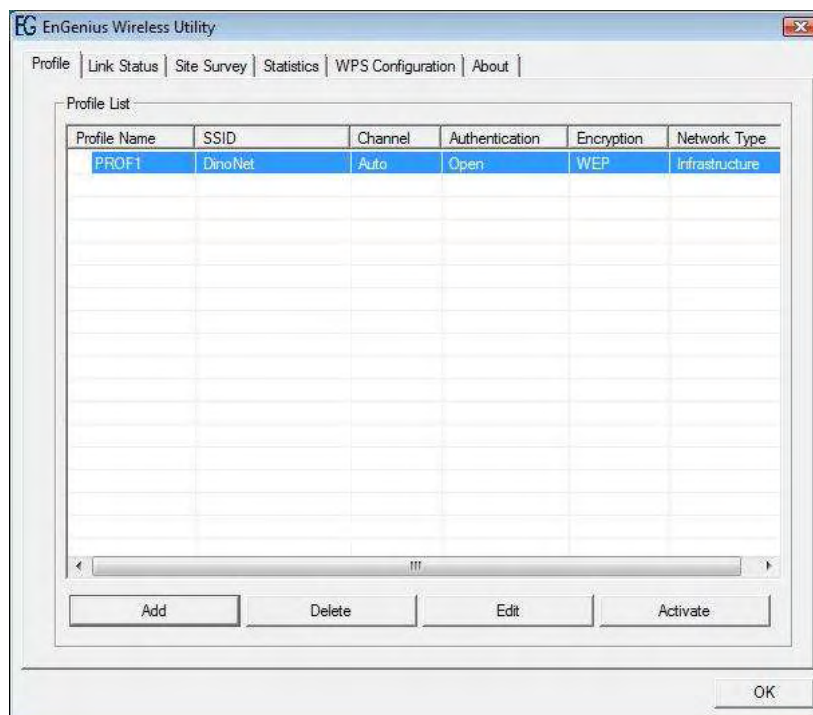 EG EnGenius Wireless Utility
Profile Link Status Site Survey Statistics WPS Configuration About
Profile List
Profile Name SSID Channel Authentication Encryption Network Type
PROF1 DinoNet Auto Open WEP Infrastructure
Add Delete Edit Activate
OK